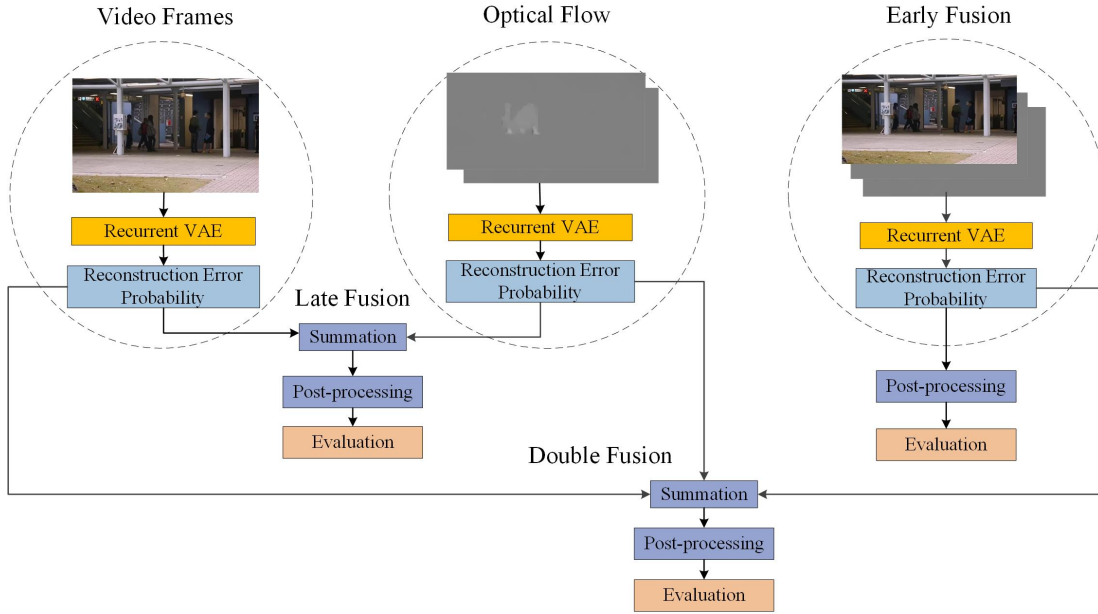 Video Frames
Optical Flow
Early Fusion
Recurrent VAE
Reconstruction Error
Probability
Recurrent VAE
Reconstruction Error
Probability
Recurrent VAE
Reconstruction Error
Probability
Late Fusion
Summation
Post-processing
Evaluation
Post-processing
Evaluation
Double Fusion
Summation
Post-processing
Evaluation